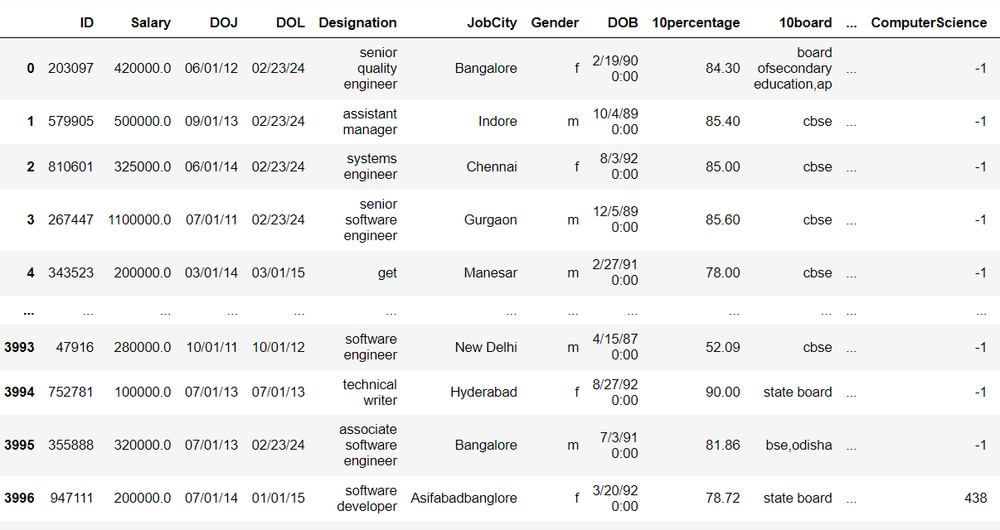 ID Salary DOJ DOL Designation JobCity Gender DOB 10percentage 10board ... ComputerScience
0 203097 420000.0 06/01/12 02/23/24 senior quality engineer Bangalore f 2/19/90 0:00 84.30 board ofsecondary education,ap ... -1
1 579905 500000.0 09/01/13 02/23/24 assistant manager Indore m 10/4/89 0:00 85.40 cbse ... -1
2 810601 325000.0 06/01/14 02/23/24 systems engineer Chennai f 8/3/92 0:00 85.00 cbse ... -1
3 267447 1100000.0 07/01/11 02/23/24 senior software engineer Gurgaon m 12/5/89 0:00 85.60 cbse ... -1
4 343523 200000.0 03/01/14 03/01/15 get Manesar m 2/27/91 0:00 78.00 cbse ... -1
... ... ... ... ... ... ... ... ... ... ... ... ...
3993 47916 280000.0 10/01/11 10/01/12 software engineer New Delhi m 4/15/87 0:00 52.09 cbse ... -1
3994 752781 100000.0 07/01/13 07/01/13 technical writer Hyderabad f 8/27/92 0:00 90.00 state board ... -1
3995 355888 320000.0 07/01/13 02/23/24 associate software engineer Bangalore m 7/3/91 0:00 81.86 bse,odisha ... -1
3996 947111 200000.0 07/01/14 01/01/15 software developer Asifabadbanglore f 3/20/92 0:00 78.72 state board ... 438